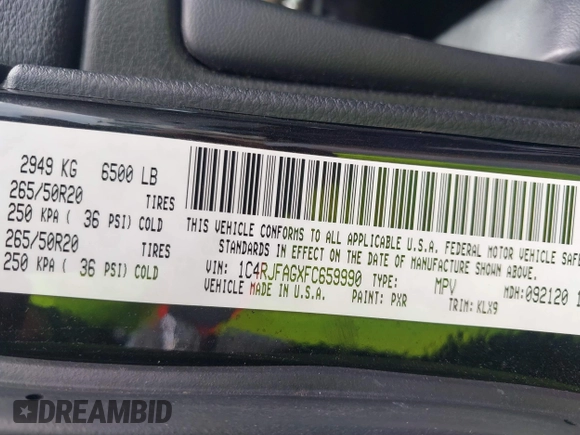 2949 KG 6500 LB
265/50R20 TIRES
250 KPA ( 36 PSI) COLD
265/50R20 TIRES
250 KPA ( 36 PSI) COLD
THIS VEHICLE CONFORMS TO ALL APPLICABLE U.S.A. FEDERAL MOTOR VEHICLE SAFE
STANDARDS IN EFFECT ON THE DATE OF MANUFACTURE SHOWN ABOVE.
VIN: 1C4RJFAGXFC659990 TYPE: MPV MDH:092120
VEHICLE MADE IN U.S.A. PAINT: PXR TRIM: KLX9
DREAMBID